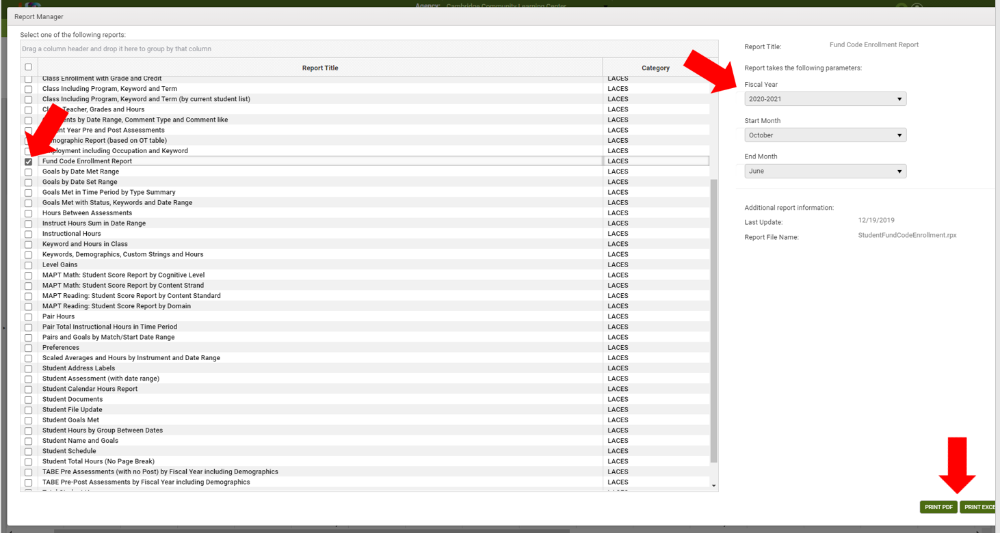 Agency: Cambridge Community Learning Center
Report Manager
Select one of the following reports:
Drag a column header and drop it here to group by that column
Report Title Category
Class Enrollment with Grade and Credit LACES
Class Including Program, Keyword and Term LACES
Class Including Program, Keyword and Term (by current student list) LACES
Teacher, Grades and Hours LACES
by Date Range, Comment Type and Comment like LACES
Year Pre and Post Assessments LACES
Report (based on OT table) LACES
including Occupation and Keyword LACES
Fund Code Enrollment Report LACES
Goals by Date Met Range LACES
Goals by Date Set Range LACES
Goals Met in Time Period by Type Summary LACES
Goals Met with Status, Keywords and Date Range LACES
Hours Between Assessments LACES
Instruct Hours Sum in Date Range LACES
Instructional Hours LACES
Keyword and Hours in Class LACES
Keywords, Demographics, Custom Strings and Hours LACES
Level Gains LACES
MAPT Math: Student Score Report by Cognitive Level LACES
MAPT Math: Student Score Report by Content Strand LACES
MAPT Reading: Student Score Report by Content Standard LACES
MAPT Reading: Student Score Report by Domain LACES
Pair Hours LACES
Pair Total Instructional Hours in Time Period LACES
Pairs and Goals by Match/Start Date Range LACES
Preferences LACES
Scaled Averages and Hours by Instrument and Date Range LACES
Student Address Labels LACES
Student Assessment (with date range) LACES
Student Calendar Hours Report LACES
Student Documents LACES
Student File Update LACES
Student Goals Met LACES
Student Hours by Group Between Dates LACES
Student Name and Goals LACES
Student Schedule LACES
Student Total Hours (No Page Break) LACES
TABE Pre Assessments (with no Post) by Fiscal Year including Demographics LACES
TABE Pre-Post Assessments by Fiscal Year including Demographics LACES
Report Title: Fund Code Enrollment Report
Report takes the following parameters:
Fiscal Year
2020-2021
Start Month
October
End Month
June
Additional report information:
Last Update: 12/19/2019
Report File Name: StudentFundCodeEnrollment.rpx
PRINT PDF PRINT EXCE